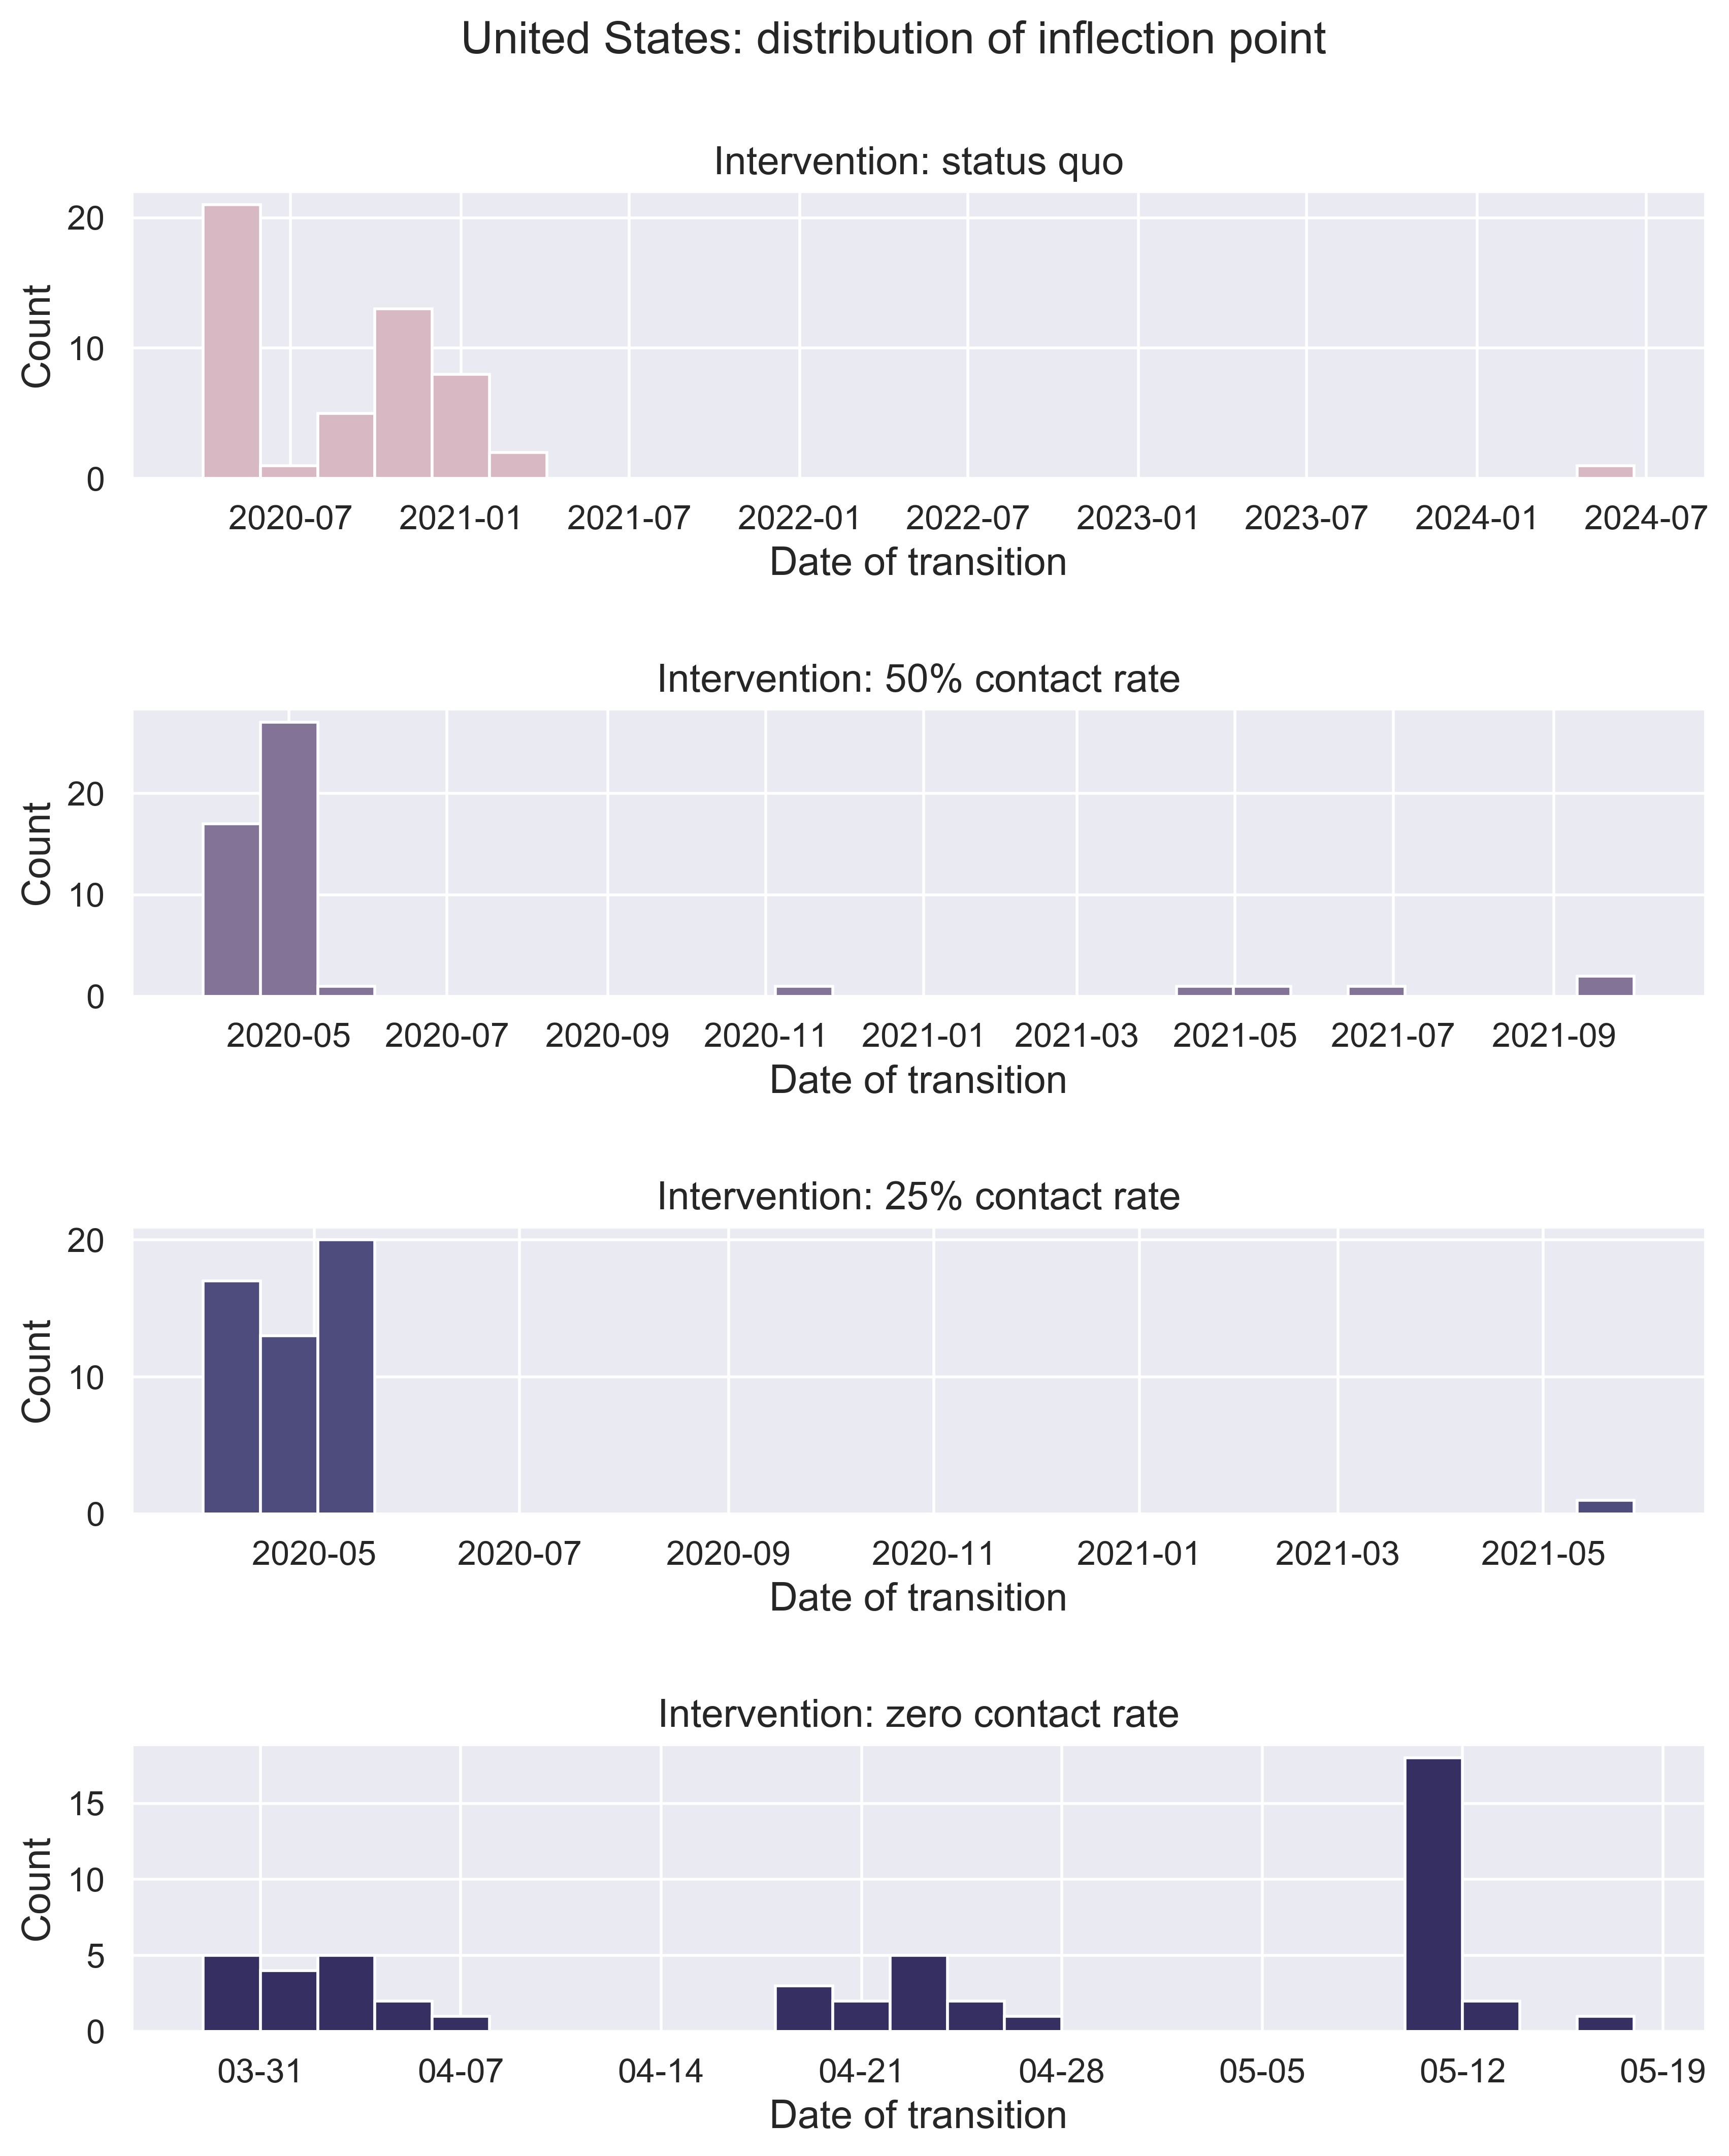 United States: distribution of inflection point
Intervention: status quo
Count
20
10
0
2020-07 2021-01 2021-07 2022-01 2022-07 2023-01 2023-07 2024-01 2024-07
Date of transition
Intervention: 50% contact rate
Count
20
10
0
2020-05 2020-07 2020-09 2020-11 2021-01 2021-03 2021-05 2021-07 2021-09
Date of transition
Intervention: 25% contact rate
Count
20
10
0
2020-05 2020-07 2020-09 2020-11 2021-01 2021-03 2021-05
Date of transition
Intervention: zero contact rate
Count
15
10
5
0
03-31 04-07 04-14 04-21 04-28 05-05 05-12 05-19
Date of transition